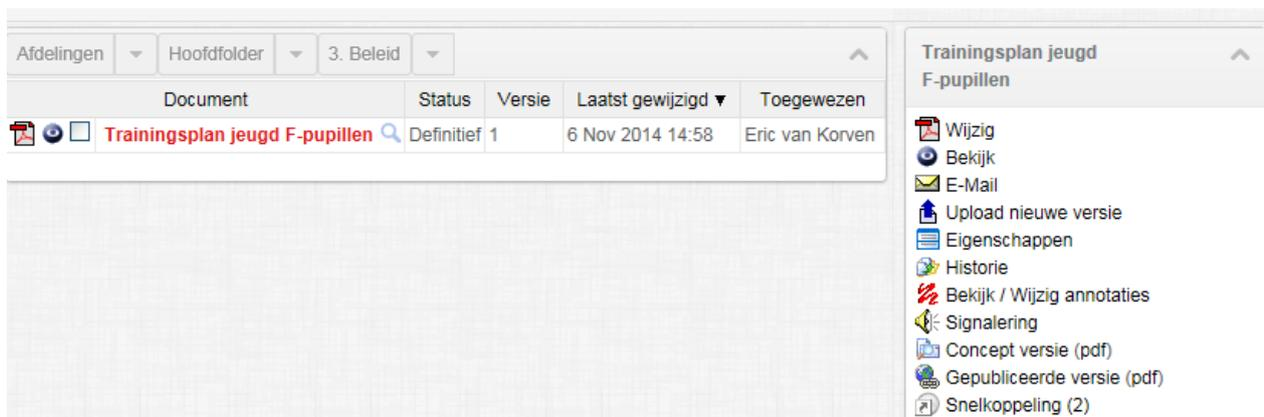 Afdelingen Hoofdfolder 3. Beleid
Document Status Versie Laatst gewijzigd ▼ Toegewezen
Trainingsplan jeugd F-pupillen Definitief 1 6 Nov 2014 14:58 Eric van Korven
Trainingsplan jeugd
F-pupillen
Wijzig
Bekijk
E-Mail
Upload nieuwe versie
Eigenschappen
Historie
Bekijk / Wijzig annotaties
Signalering
Concept versie (pdf)
Gepubliceerde versie (pdf)
Snelkoppeling (2)